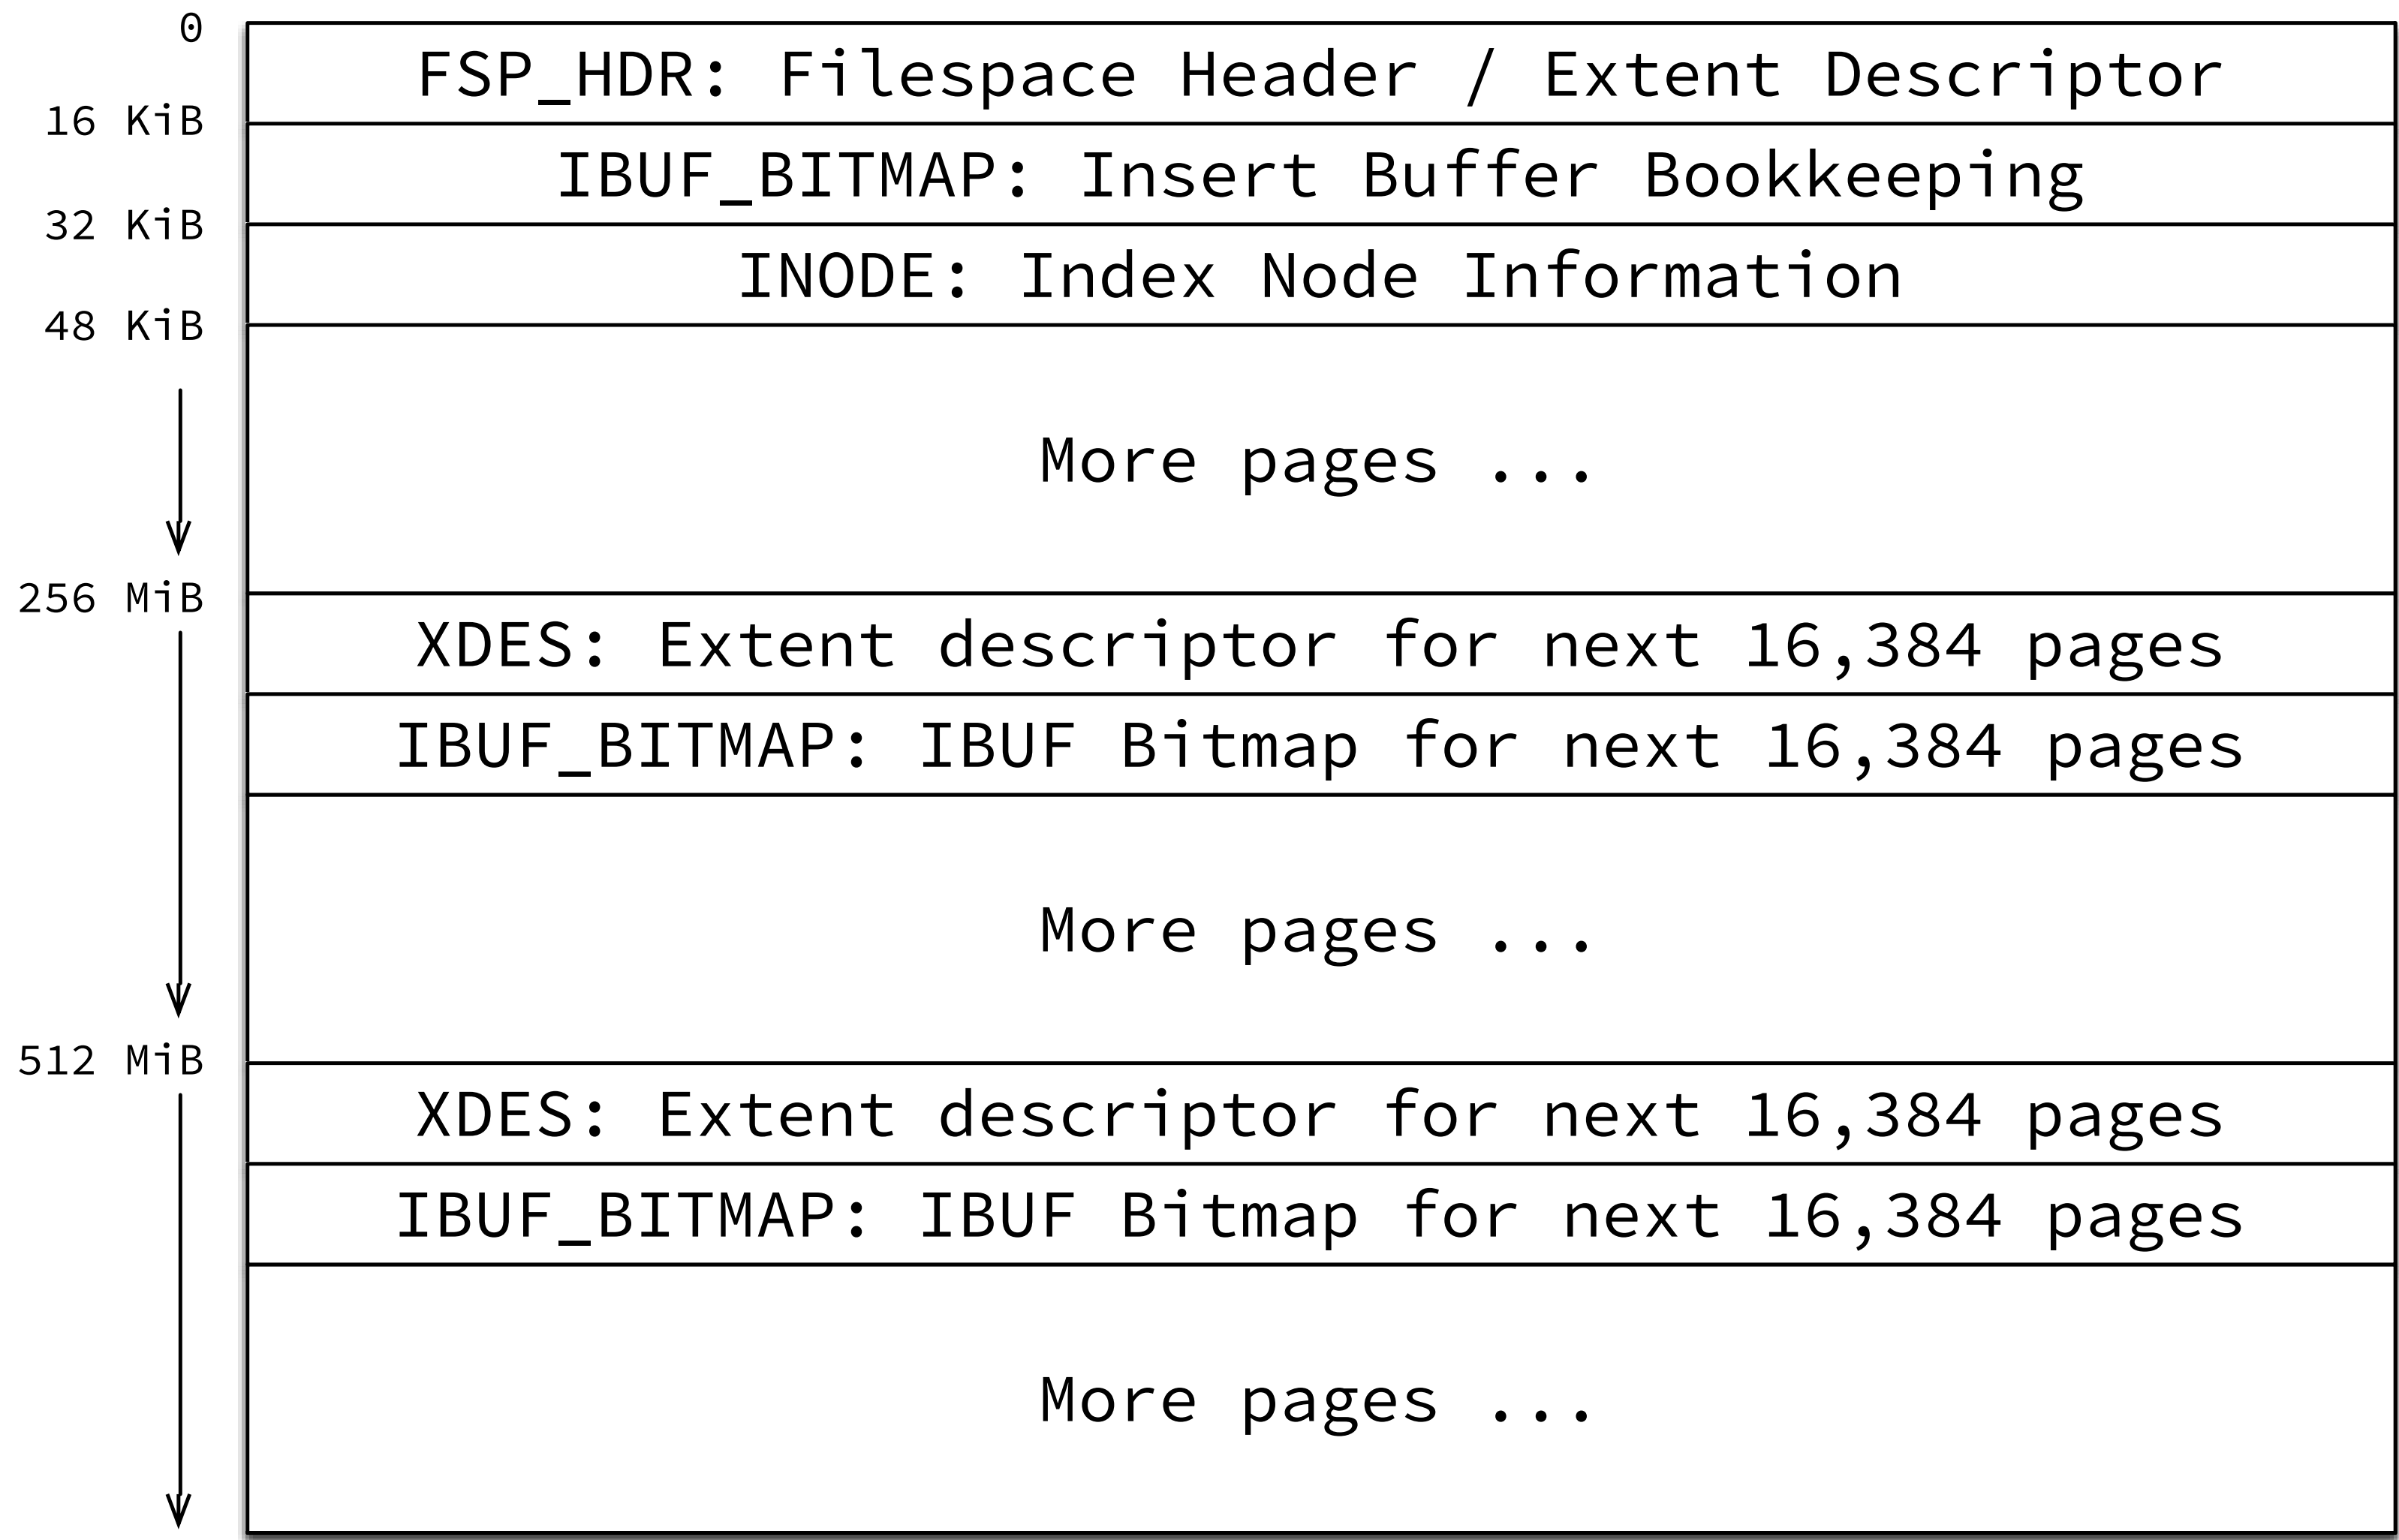 0
FSP_HDR: Filespace Header / Extent Descriptor
16 KiB
IBUF_BITMAP: Insert Buffer Bookkeeping
32 KiB
INODE: Index Node Information
48 KiB
More pages ...
256 MiB
XDES: Extent descriptor for next 16,384 pages
IBUF_BITMAP: IBUF Bitmap for next 16,384 pages
More pages ...
512 MiB
XDES: Extent descriptor for next 16,384 pages
IBUF_BITMAP: IBUF Bitmap for next 16,384 pages
More pages ...